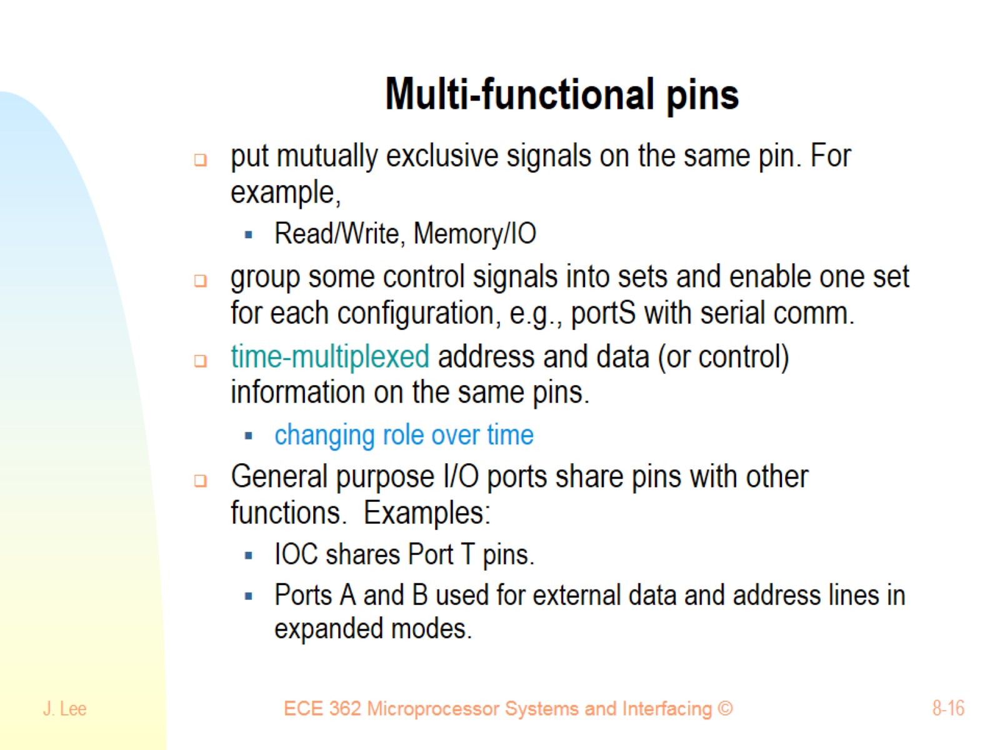 Multi-functional pins
put mutually exclusive signals on the same pin. For
example,
Read/Write, Memory/IO
group some control signals into sets and enable one set
for each configuration, e.g., portS with serial comm.
time-multiplexed address and data (or control)
information on the same pins.
changing role over time
General purpose I/O ports share pins with other
functions.  Examples:
IOC shares Port T pins.
Ports A and B used for external data and address lines in
expanded modes.
J. Lee
ECE 362 Microprocessor Systems and Interfacing ©
8-16